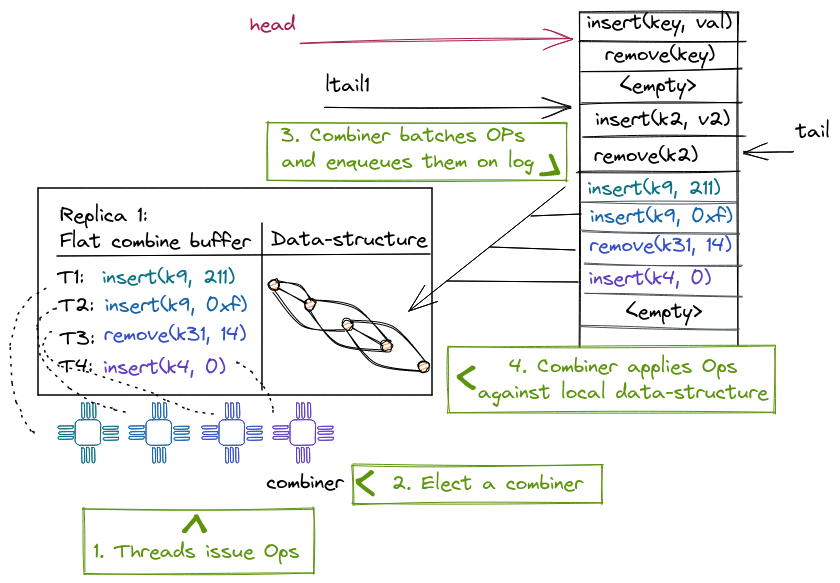 head
insert(key, val)
remove(key)
<empty>
ltail1
insert(k2, v2)
tail
remove(k2)
3. Combiner batches OPs
and enqueues them on log
insert(k9, 211)
insert(k9, 0xf)
remove(k31, 14)
insert(k4, 0)
<empty>
Replica 1:
Flat combine buffer
Data-structure
T1: insert(k9, 211)
T2: insert(k9, 0xf)
T3: remove(k31, 14)
T4: insert(k4, 0)
4. Combiner applies Ops
against local data-structure
combiner
2. Elect a combiner
1. Threads issue Ops